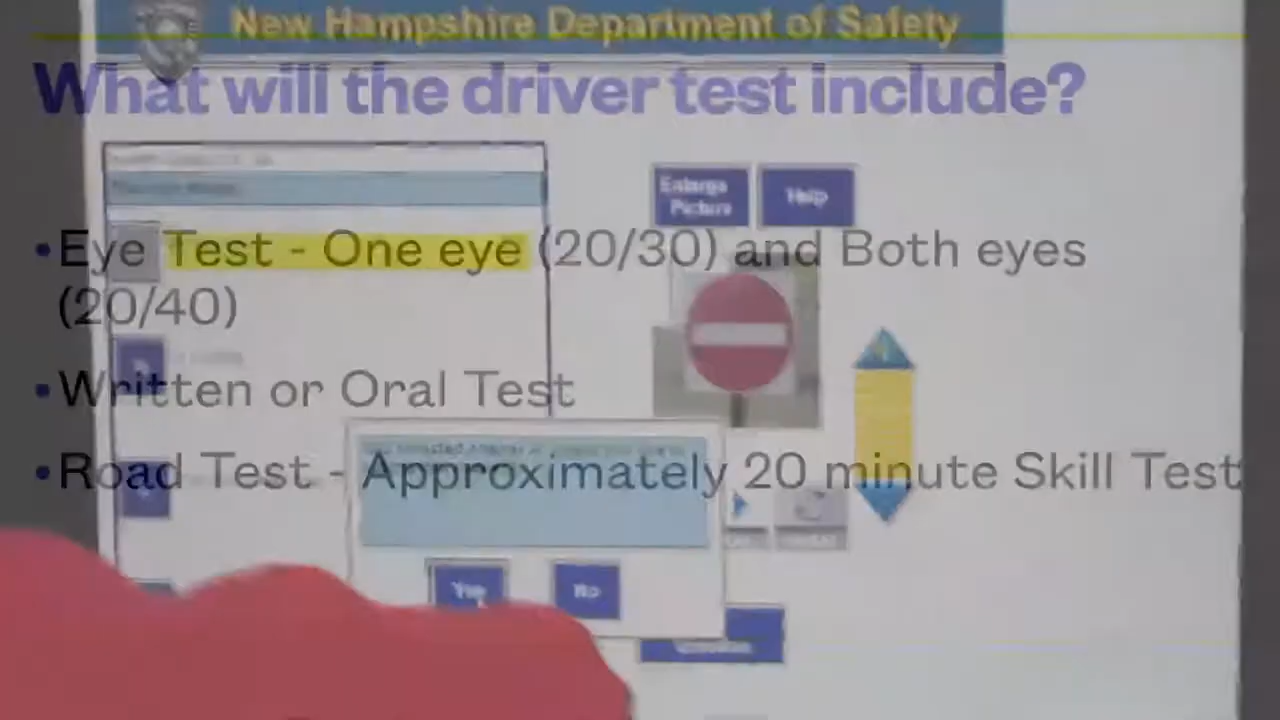 New Hampshire Department of Safety
What will the driver test include?
Enlarge
Picture
Help
•Eye Test - One eye (20/30) and Both eyes
(20/40)
•Written or Oral Test
•Road Test - Approximately 20 minute Skill Test
Yes
No